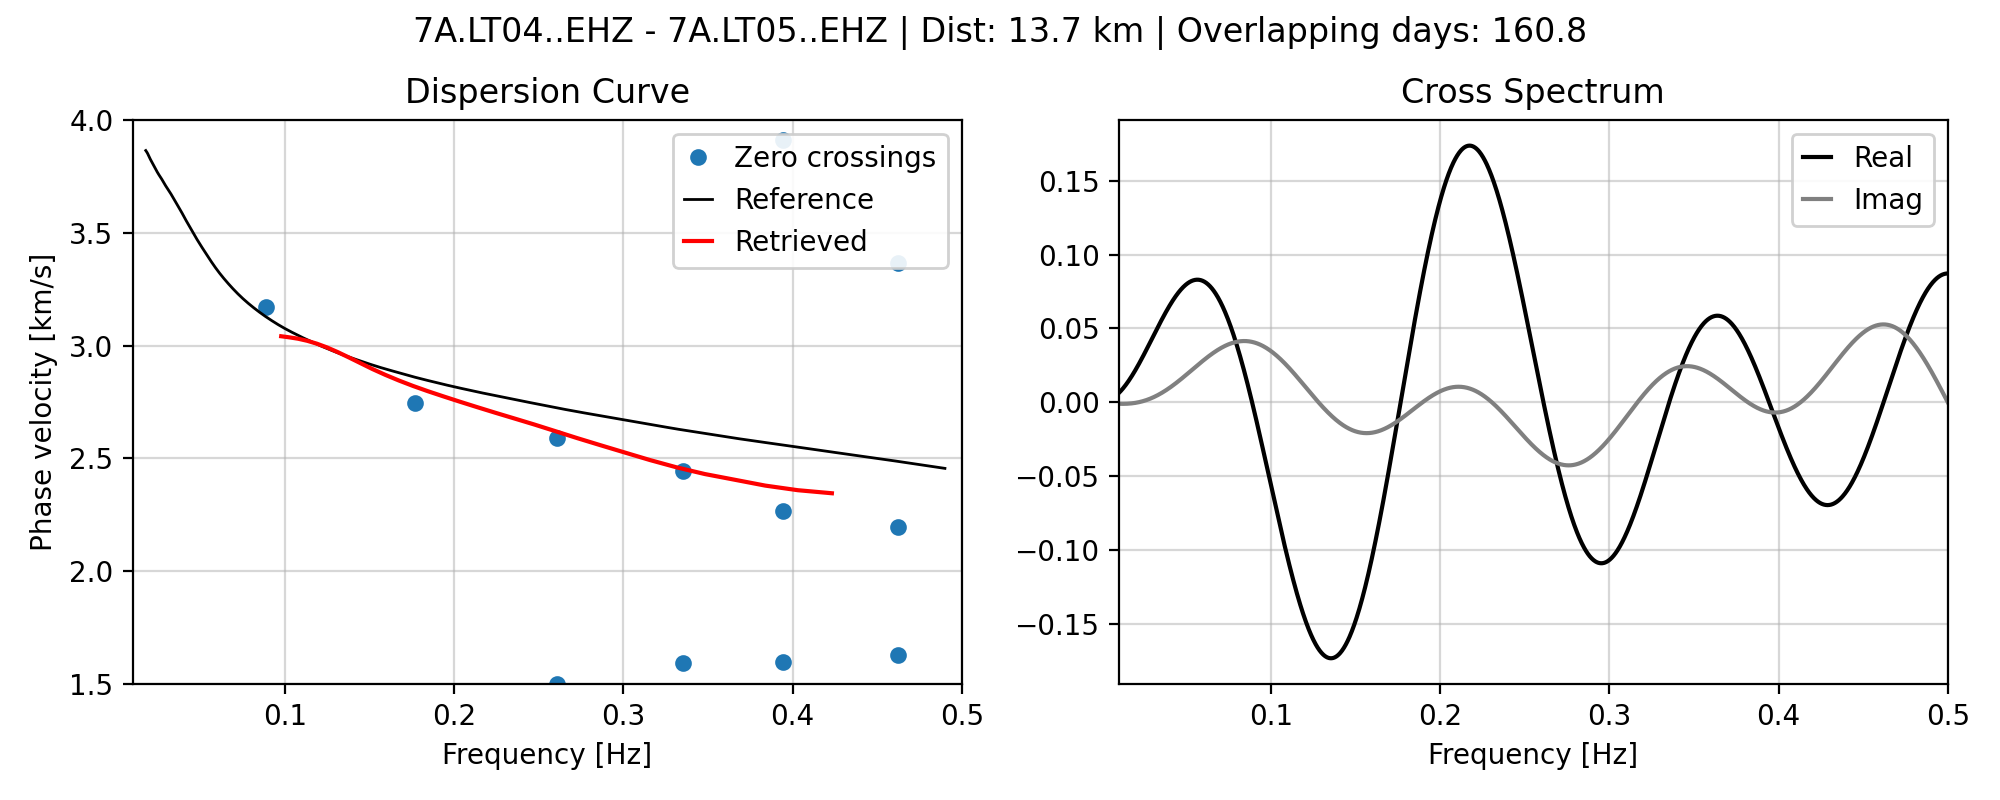 7A.LT04..EHZ - 7A.LT05..EHZ | Dist: 13.7 km | Overlapping days: 160.8
Dispersion Curve
Phase velocity [km/s]
4.0
3.5
3.0
2.5
2.0
1.5
Zero crossings
Reference
Retrieved
0.1 0.2 0.3 0.4 0.5
Frequency [Hz]
Cross Spectrum
0.15
0.10
0.05
0.00
−0.05
−0.10
−0.15
Real
Imag
0.1 0.2 0.3 0.4 0.5
Frequency [Hz]